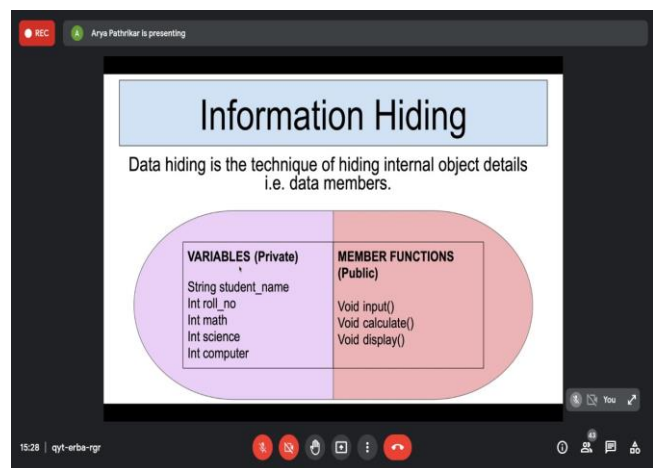 REC
A
Arya Pathrikar is presenting
Information Hiding
Data hiding is the technique of hiding internal object details
i.e. data members.
VARIABLES (Private)
String student_name
Int roll_no
Int math
Int science
Int computer
MEMBER FUNCTIONS
(Public)
Void input()
Void calculate()
Void display()
You
15:28 | qyt-erba-rgr
43